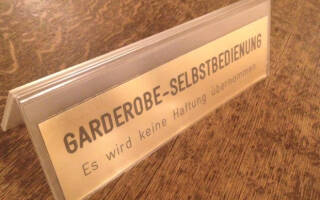 GARDEROBE-SELBSTBEDIENUNG
Es wird keine Haftung übernommen